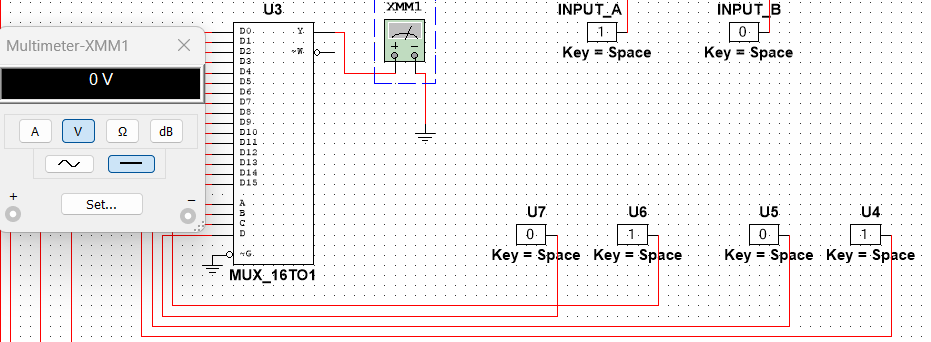 U3
XMM1
INPUT_A
INPUT_B
1
0
Key = Space
Key = Space
Multimeter-XMM1
0 V
A
V
Ω
dB
+
−
Set...
D0
D1
D2
D3
D4
D5
D6
D7
D8
D9
D10
D11
D12
D13
D14
D15
A
B
C
D
~G
Y
~W
MUX_16TO1
+
−
U7
U6
U5
U4
0
1
0
1
Key = Space
Key = Space
Key = Space
Key = Space